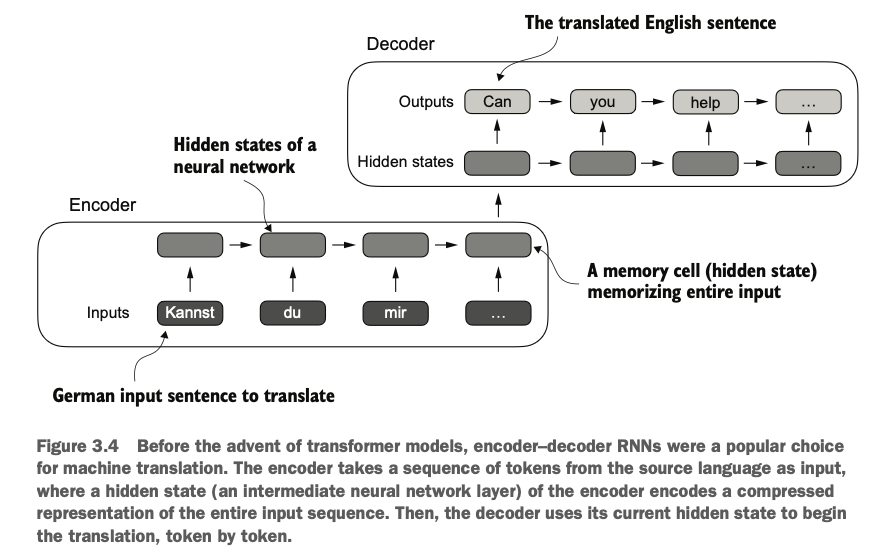 The translated English sentence
Decoder
Outputs Can you help ...
Hidden states of a
neural network
Hidden states ...
Encoder
A memory cell (hidden state)
memorizing entire input
Inputs Kannst du mir ...
German input sentence to translate
Figure 3.4 Before the advent of transformer models, encoder–decoder RNNs were a popular choice
for machine translation. The encoder takes a sequence of tokens from the source language as input,
where a hidden state (an intermediate neural network layer) of the encoder encodes a compressed
representation of the entire input sequence. Then, the decoder uses its current hidden state to begin
the translation, token by token.